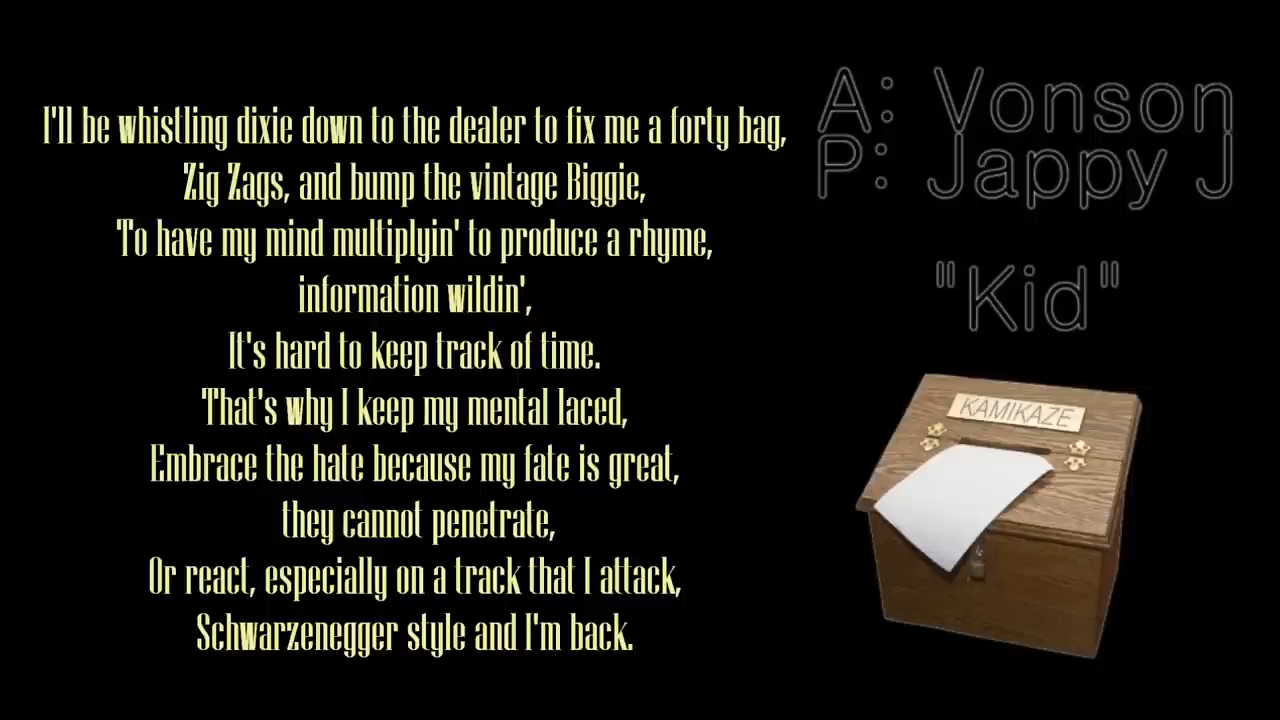 I'll be whistling dixie down to the dealer to fix me a forty bag,
Zig Zags, and bump the vintage Biggie,
To have my mind multiplyin' to produce a rhyme,
information wildin',
It's hard to keep track of time.
That's why I keep my mental laced,
Embrace the hate because my fate is great,
they cannot penetrate,
Or react, especially on a track that I attack,
Schwarzenegger style and I'm back.
A: Vonson
P: Jappy J
"Kid"
KAMIKAZE